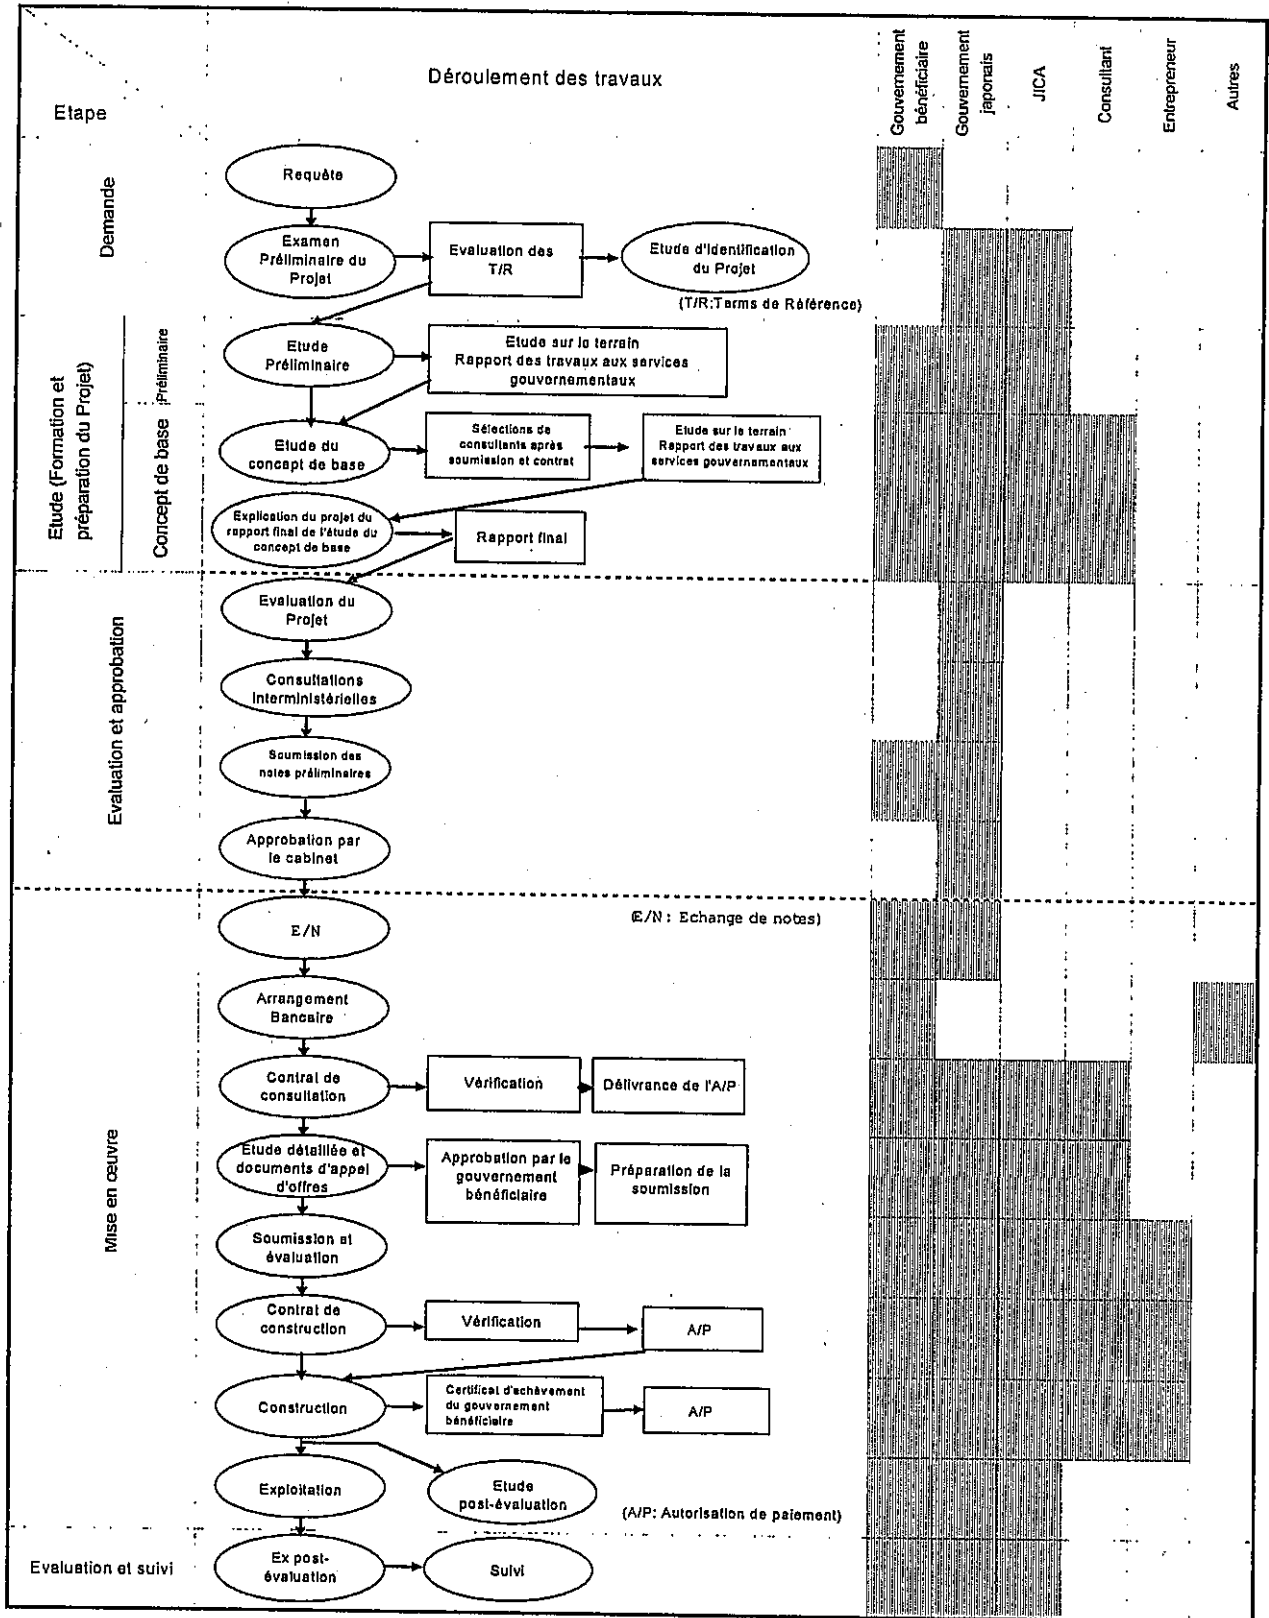 Etape
Déroulement des travaux
Gouvernement
bénéficiaire
Gouvernement
japonais
JICA
Consultant
Entrepreneur
Autres
Demande
Requête
Examen
Préliminaire du
Projet
Evaluation des
T/R
Etude d'Identification
du Projet
(T/R:Terms de Référence)
Etude (Formation et
préparation du Projet)
Préliminaire
Etude
Préliminaire
Etude sur le terrain
Rapport des travaux aux services
gouvernementaux
Concept de base
Etude du
concept de base
Sélections de
consultants après
soumission et contrat
Etude sur le terrain
Rapport des travaux aux
services gouvernementaux
Explication du projet du
rapport final de l'étude du
concept de base
Rapport final
Evaluation et approbation
Evaluation du
Projet
Consultations
Interministérielles
Soumission des
notes préliminaires
Approbation par
le cabinet
Mise en œuvre
E/N
(E/N : Echange de notes)
Arrangement
Bancaire
Contrat de
consultation
Vérification
Délivrance de l'A/P
Etude détaillée et
documents d'appel
d'offres
Approbation par le
gouvernement
bénéficiaire
Préparation de la
soumission
Soumission et
évaluation
Contrat de
construction
Vérification
A/P
Construction
Certificat d'achèvement
du gouvernement
bénéficiaire
A/P
Exploitation
Etude
post-évaluation
(A/P: Autorisation de paiement)
Evaluation et suivi
Ex post-
évaluation
Suivi